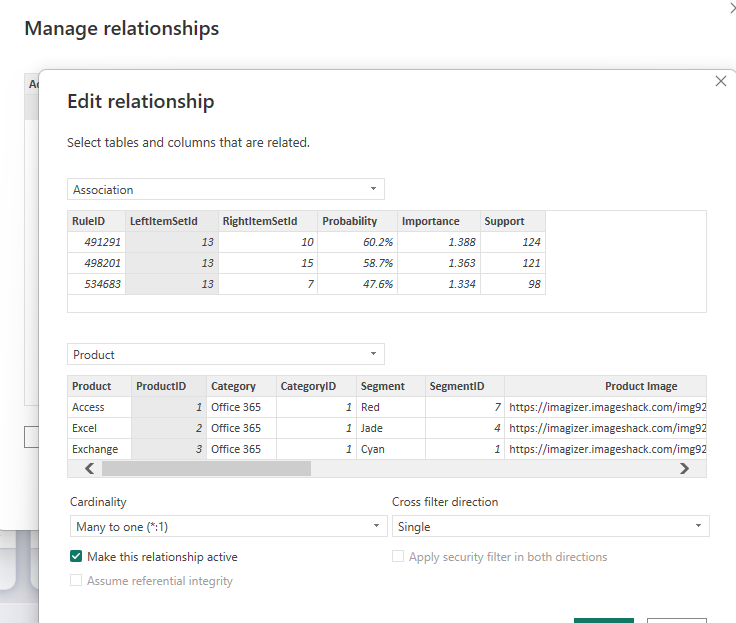 Manage relationships
Edit relationship
Select tables and columns that are related.
Association
RuleID LeftItemSetId RightItemSetId Probability Importance Support
491291 13 10 60.2% 1.388 124
498201 13 15 58.7% 1.363 121
534683 13 7 47.6% 1.334 98
Product
Product ProductID Category CategoryID Segment SegmentID Product Image
Access 1 Office 365 1 Red 7 https://imagizer.imageshack.com/img92
Excel 2 Office 365 1 Jade 4 https://imagizer.imageshack.com/img92
Exchange 3 Office 365 1 Cyan 1 https://imagizer.imageshack.com/img92
Cardinality Cross filter direction
Many to one (*:1) Single
Make this relationship active Apply security filter in both directions
Assume referential integrity